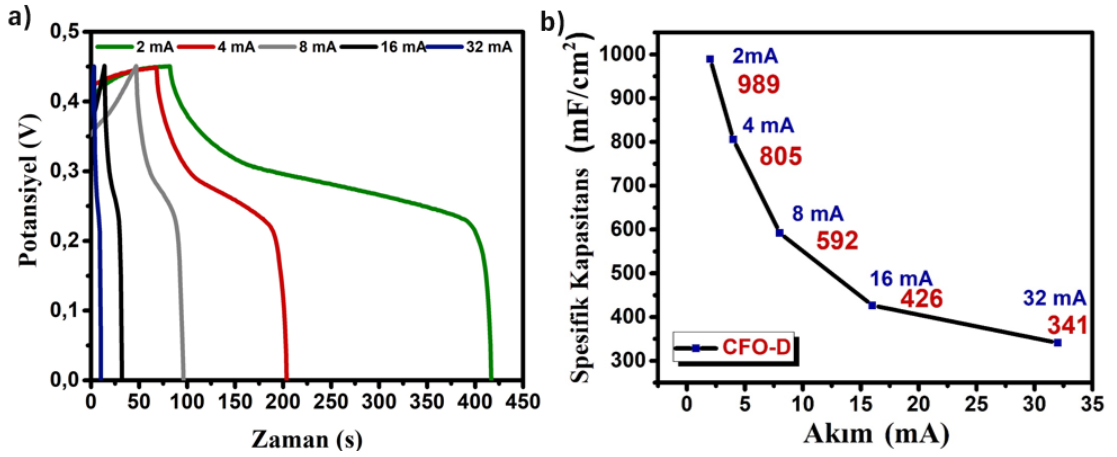 a)
0,5
0,4
0,3
0,2
0,1
0,0
Potansiyel (V)
2 mA 4 mA 8 mA 16 mA 32 mA
0 50 100 150 200 250 300 350 400 450
Zaman (s)
b)
1000
900
800
700
600
500
400
300
Spesifik Kapasitans (mF/cm²)
2mA
989
4 mA
805
8 mA
592
16 mA
426
32 mA
341
CFO-D
0 5 10 15 20 25 30 35
Akım (mA)